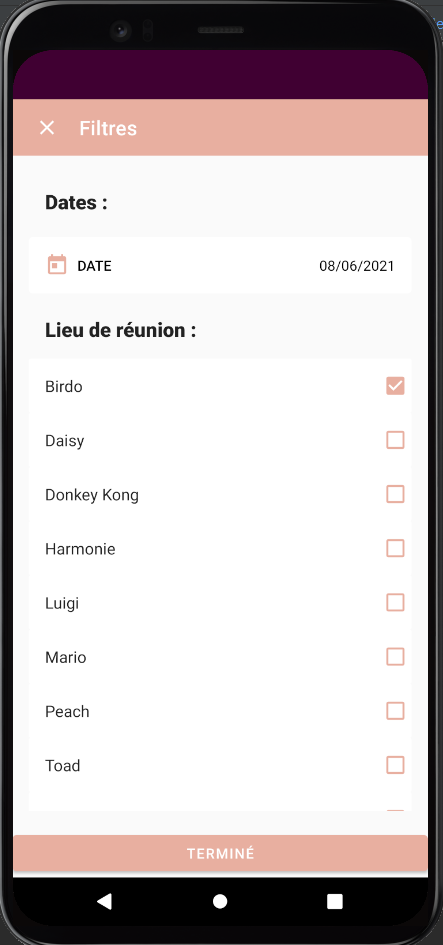 Filtres
Dates :
DATE 08/06/2021
Lieu de réunion :
Birdo
Daisy
Donkey Kong
Harmonie
Luigi
Mario
Peach
Toad
TERMINÉ